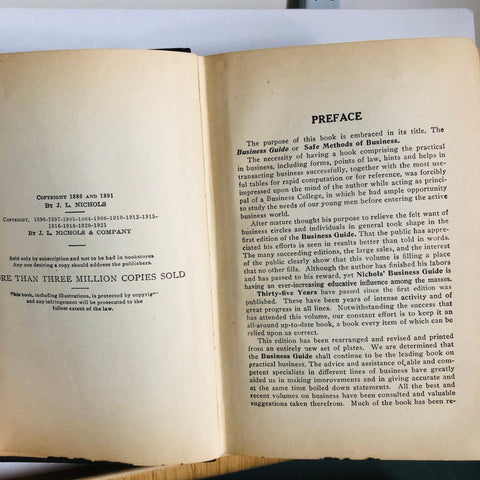 COPYRIGHT 1886 AND 1891
BY J. L. NICHOLS
COPYRIGHT, 1896-1897-1901-1904-1908-1910-1912-1915-
1916-1918-1920-1921
BY J. L. NICHOLS & COMPANY
Sold only by subscription and not to be had in bookstores
Any one desiring a copy should address the publishers.
ORE THAN THREE MILLION COPIES SOLD
This book, including illustrations, is protected by copyright
and any infringement will be prosecuted to the
fullest extent of the law.
PREFACE
The purpose of this book is embraced in its title, The
Business Guide or Safe Methods of Business.
The necessity of having a book comprising the practical
in business, including forms, points of law, hints and helps in
transacting business successfully, together with the most use-
ful tables for rapid computation or for reference, was forcibly
impressed upon the mind of the author while acting as princi-
pal of a Business College, in which he had ample opportunity
to study the needs of our young men before entering the active
business world.
After mature thought his purpose to relieve the felt want of
business circles and individuals in general took shape in the
first edition of the Business Guide. That the public has appre-
ciated his efforts is seen in results better than told in words.
The many succeeding editions, the large sales, and the interest
of the public clearly show that this volume is filling a place
that no other fills. Although the author has finished his labors
and has passed to his reward, yet Nichols' Business Guide is
having an ever-increasing educative influence among the masses.
Thirty-five Years have passed since the first edition was
published. These have been years of intense activity and of
great progress in all lines. Notwithstanding the success that
has attended this volume, our constant effort is to keep it an
all-around up-to-date book, a book every item of which can be
relied upon as correct.
This edition has been rearranged and revised and printed
from an entirely new set of plates. We are determined that
the Business Guide shall continue to be the leading book on
practical business. The advice and assistance of able and com-
petent specialists in different lines of business have greatly
aided us in making improvements and in giving accurate and
at the same time boiled down statements. All the best and
recent volumes on business have been consulted and valuable
suggestions taken therefrom. Much of the book has been re-